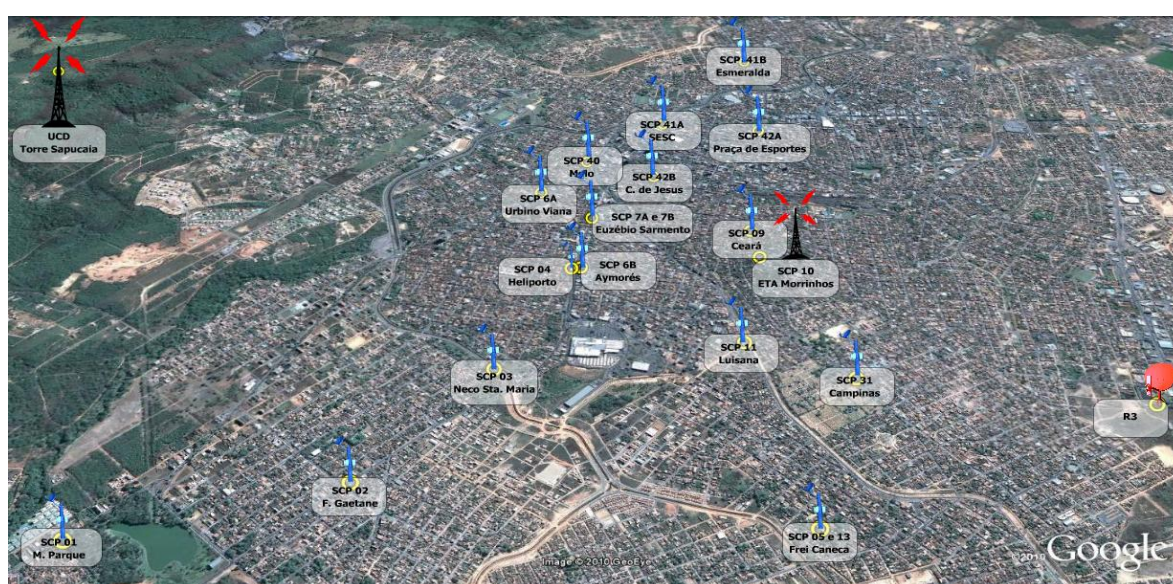 SCP 41B
Esmeralda
UCD
Torre Sapucaia
SCP 41A
SESC
SCP 42A
Praça de Esportes
SCP 40
Melo
SCP 42B
C. de Jesus
SCP 6A
Urbino Viana
SCP 7A e 7B
Euzébio Sarmento
SCP 09
Ceará
SCP 04
Heliporto
SCP 6B
Aymorés
SCP 10
ETA Morrinhos
SCP 11
Luisana
SCP 03
Neco Sta. Maria
SCP 31
Campinas
R3
SCP 02
F. Gaetane
SCP 01
M. Parque
SCP 05 e 13
Frei Caneca
Image © 2010 GeoEye
©2010 Google